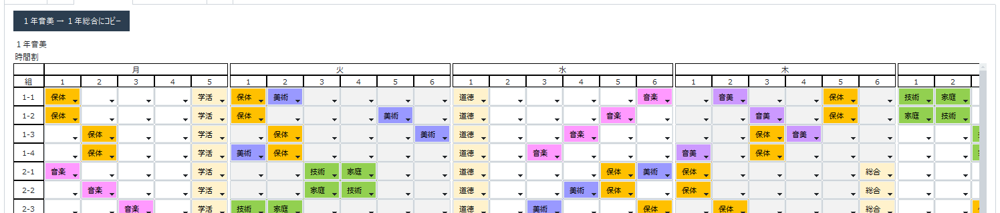 １年音美 → １年総合にコピー
１年音美
時間割
月 火 水 木
組 1 2 3 4 5 1 2 3 4 5 6 1 2 3 4 5 6 1 2 3 4 5 6 1 2
1-1 保体 学活 保体 美術 道徳 音楽 音美 保体 技術 家庭
1-2 保体 学活 保体 美術 道徳 音楽 音美 保体 家庭 技術
1-3 保体 学活 保体 美術 道徳 音楽 保体 音美
1-4 保体 学活 美術 保体 道徳 音楽 音美 保体
2-1 音楽 学活 技術 家庭 道徳 保体 美術 保体 総合
2-2 音楽 学活 家庭 技術 道徳 美術 保体 保体 総合
2-3 音楽 学活 技術 家庭 道徳 美術 保体 保体